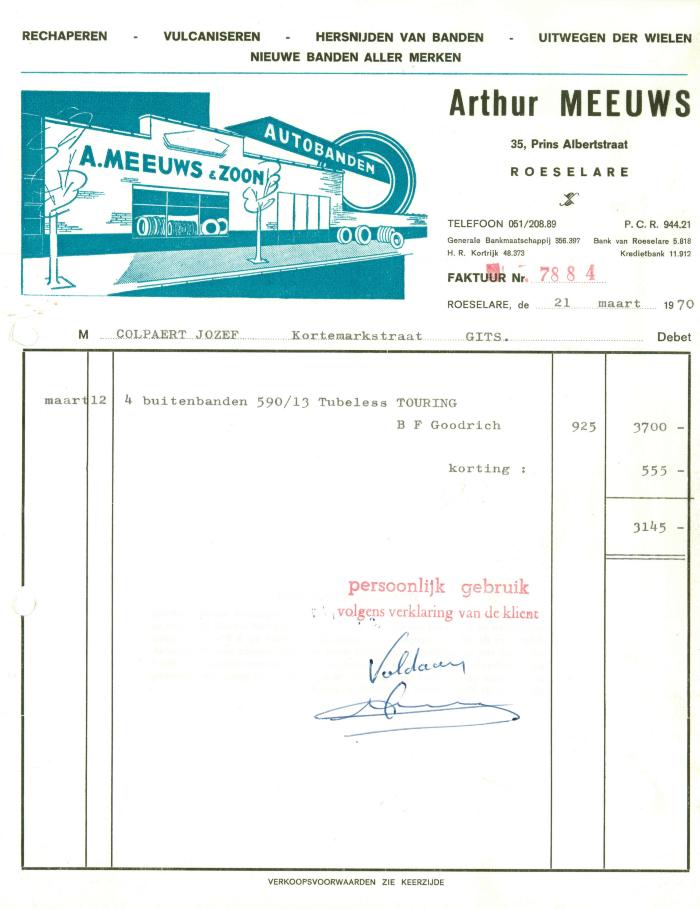 RECHAPEREN - VULCANISEREN - HERSNIJDEN VAN BANDEN - UITWEGEN DER WIELEN
NIEUWE BANDEN ALLER MERKEN
A. MEEUWS & ZOON
AUTOBANDEN
Arthur MEEUWS
35, Prins Albertstraat
ROESELARE
TELEFOON 051/208.89 P. C. R. 944.21
Generale Bankmaatschappij 356.397 Bank van Roeselare 5.818
H. R. Kortrijk 48.373 Kredietbank 11.912
FAKTUUR Nr. 7884
ROESELARE, de 21 maart 1970
M COLPAERT JOZEF Kortemarkstraat GITS. Debet
maart 12 4 buitenbanden 590/13 Tubeless TOURING
B F Goodrich 925 3700 -
korting : 555 -
3145 -
persoonlijk gebruik
volgens verklaring van de klient
Voldaan
VERKOOPSVOORWAARDEN ZIE KEERZIJDE